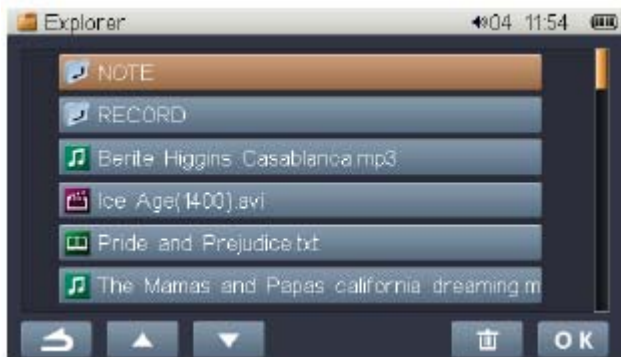 Explorer 04 11:54
NOTE
RECORD
Berite Higgins Casablanca mp3
Ice Age(1400).avi
Pride and Prejudice txt
The Mamas and Papas california dreaming m
OK